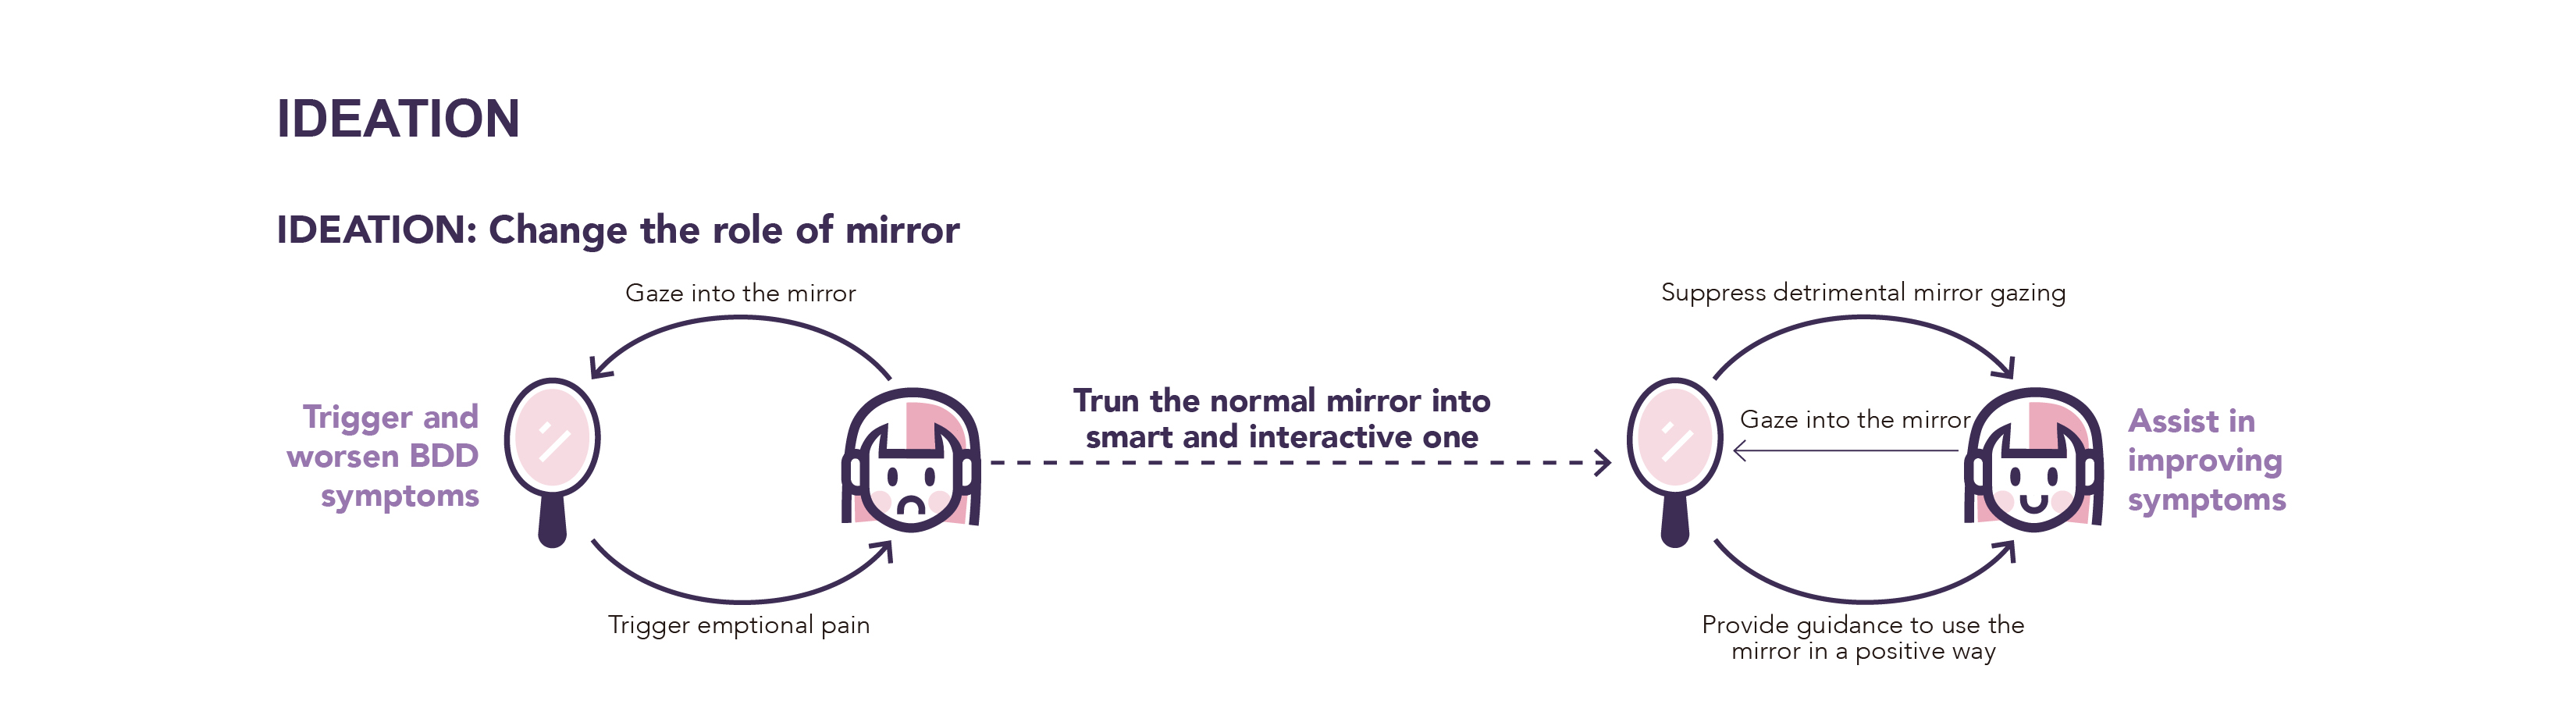 IDEATION
IDEATION: Change the role of mirror
Gaze into the mirror
Trigger and
worsen BDD
symptoms
Trigger emptional pain
Trun the normal mirror into
smart and interactive one
Suppress detrimental mirror gazing
Gaze into the mirror
Assist in
improving
symptoms
Provide guidance to use the
mirror in a positive way